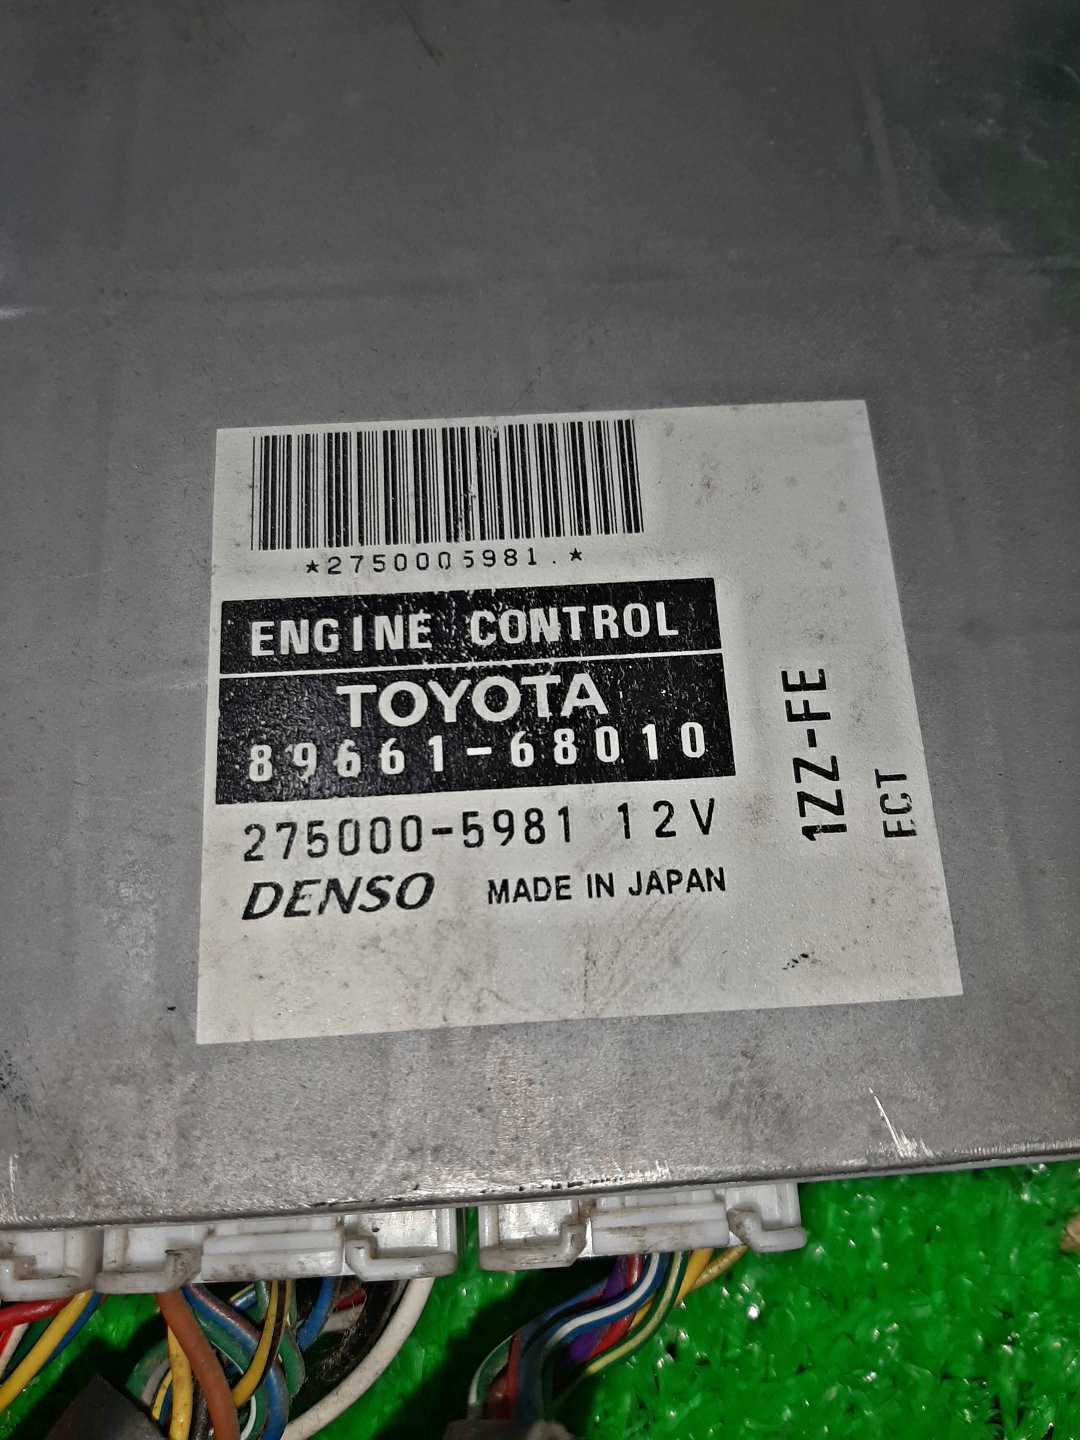 *2750005981.*
ENGINE CONTROL
TOYOTA
89661-68010
275000-5981 12V
DENSO MADE IN JAPAN
1ZZ-FE
ECT